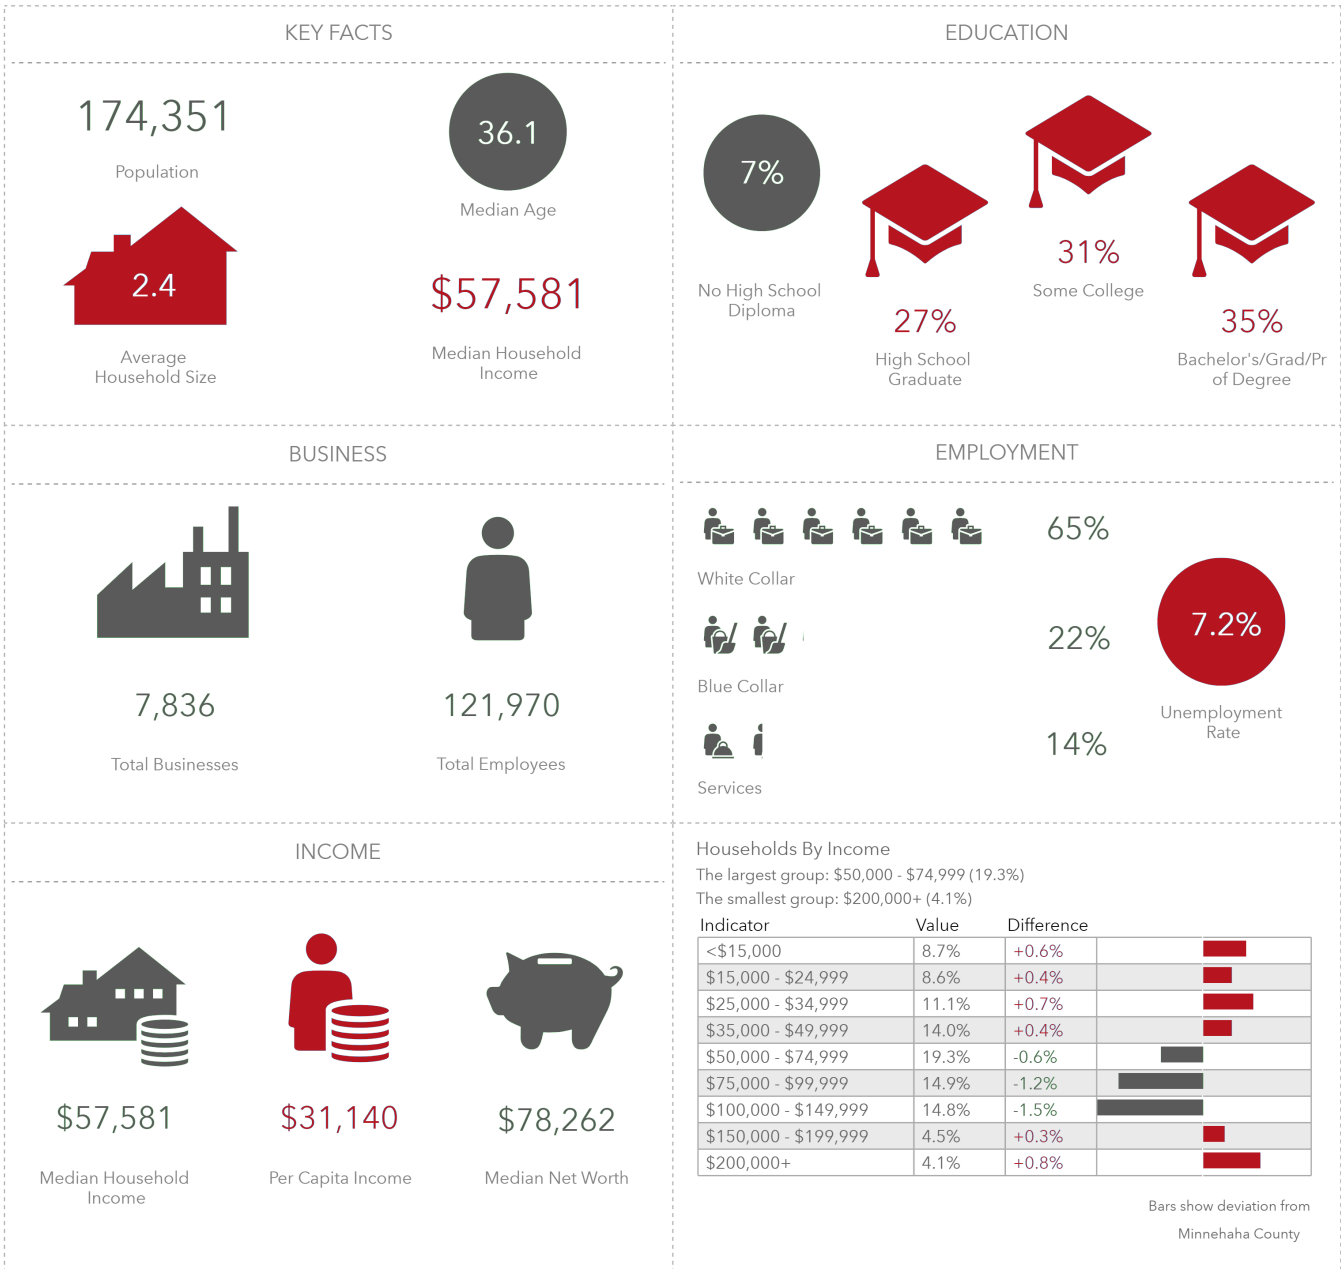 KEY FACTS
174,351
Population
36.1
Median Age
2.4
Average
Household Size
$57,581
Median Household
Income
EDUCATION
7%
No High School
Diploma
27%
High School
Graduate
31%
Some College
35%
Bachelor's/Grad/Pr
of Degree
BUSINESS
7,836
Total Businesses
121,970
Total Employees
EMPLOYMENT
65%
White Collar
22%
Blue Collar
14%
Services
7.2%
Unemployment
Rate
INCOME
$57,581
Median Household
Income
$31,140
Per Capita Income
$78,262
Median Net Worth
Households By Income
The largest group: $50,000 - $74,999 (19.3%)
The smallest group: $200,000+ (4.1%)
Indicator Value Difference
<$15,000 8.7% +0.6%
$15,000 - $24,999 8.6% +0.4%
$25,000 - $34,999 11.1% +0.7%
$35,000 - $49,999 14.0% +0.4%
$50,000 - $74,999 19.3% -0.6%
$75,000 - $99,999 14.9% -1.2%
$100,000 - $149,999 14.8% -1.5%
$150,000 - $199,999 4.5% +0.3%
$200,000+ 4.1% +0.8%
Bars show deviation from
Minnehaha County